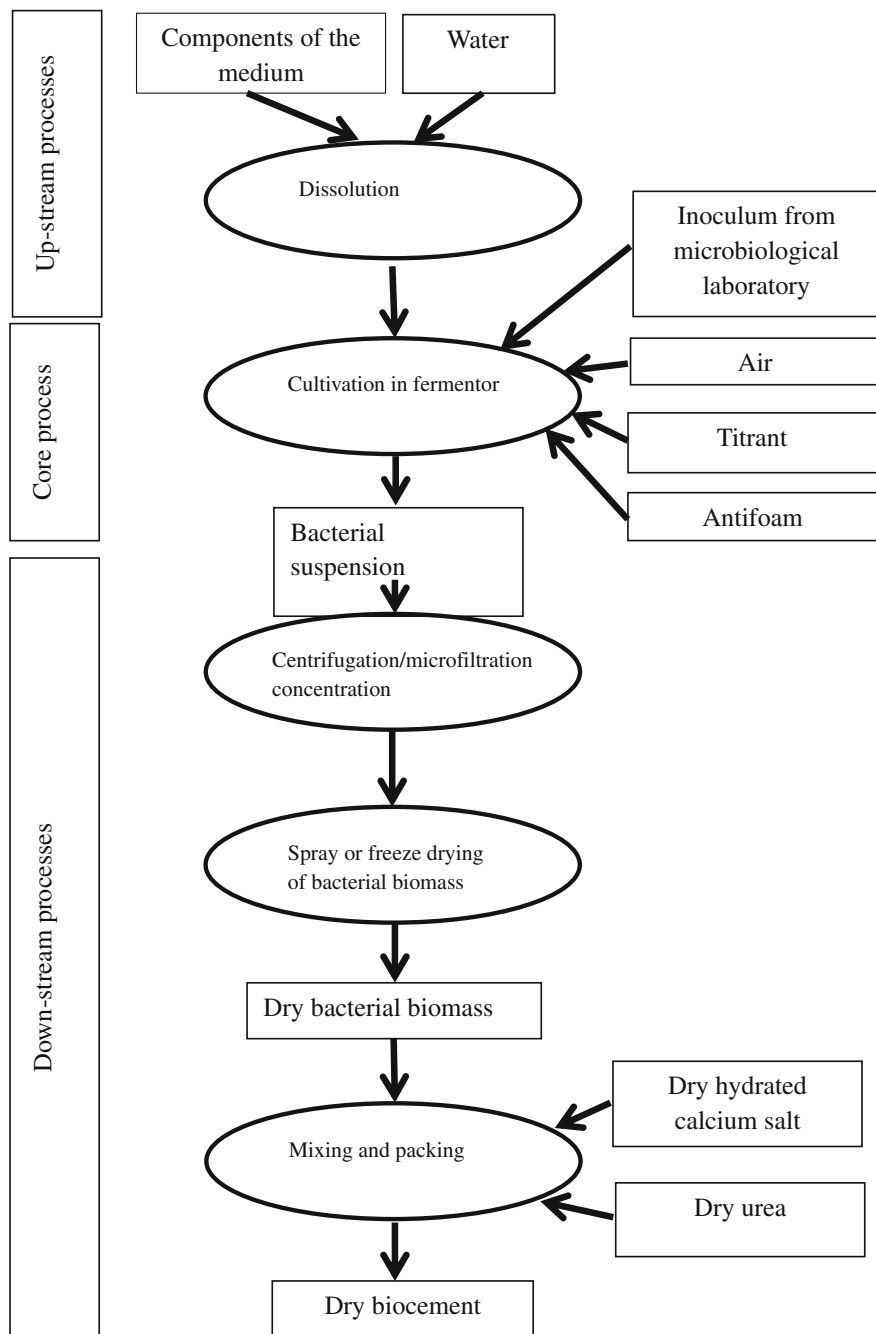 Up-stream processes
Components of the
medium
Water
Dissolution
Inoculum from
microbiological
laboratory
Core process
Cultivation in fermentor
Air
Titrant
Antifoam
Bacterial
suspension
Down-stream processes
Centrifugation/microfiltration
concentration
Spray or freeze drying
of bacterial biomass
Dry bacterial biomass
Dry hydrated
calcium salt
Mixing and packing
Dry urea
Dry biocement